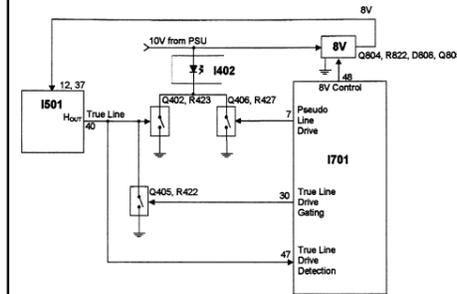 8V
10V from PSU
8V
Q804, R822, D806, Q80
I402
48
8V Control
12, 37
I501
HOUT
True Line
40
Q402, R423
Q406, R427
7
Pseudo
Line
Drive
I701
Q405, R422
30
True Line
Drive
Gating
47
True Line
Drive
Detection